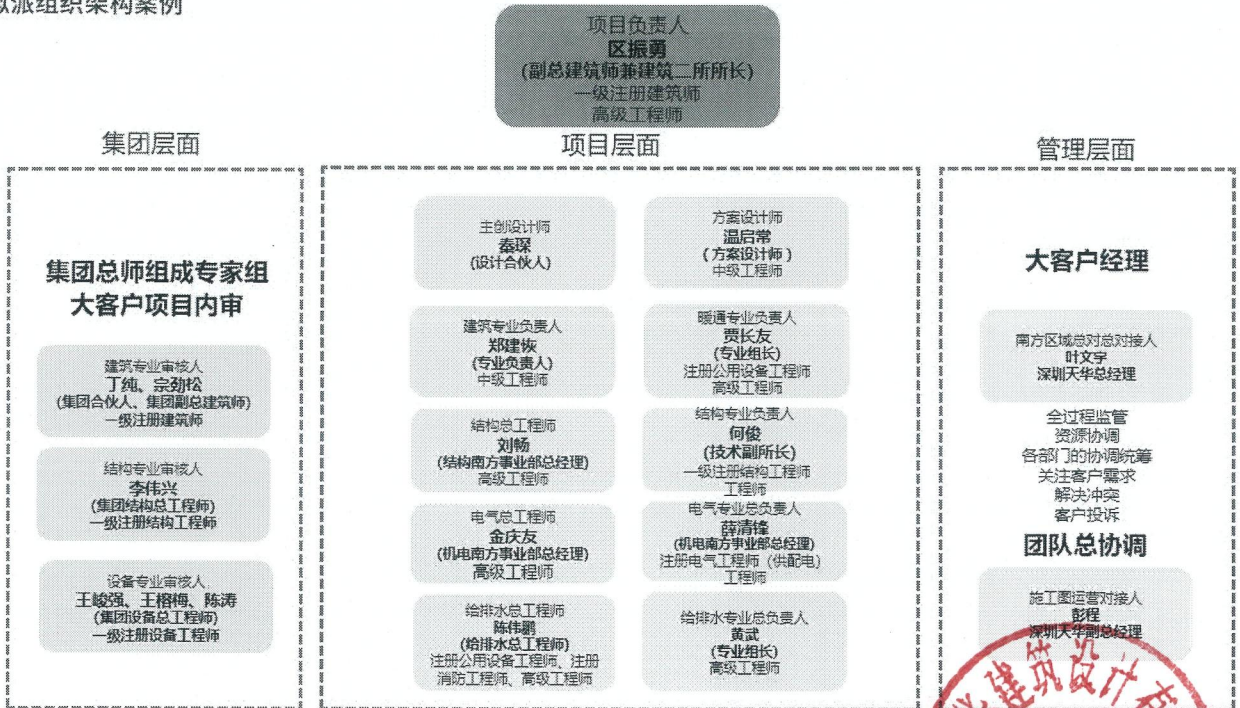 拟派组织架构案例
项目负责人
区振勇
(副总建筑师兼建筑二所所长)
一级注册建筑师
高级工程师
集团层面
集团总师组成专家组
大客户项目内审
建筑专业审核人
丁纯、宗劲松
(集团合伙人、集团副总建筑师)
一级注册建筑师
结构专业审核人
李伟兴
(集团结构总工程师)
一级注册结构工程师
设备专业审核人
王峻强、王榕梅、陈涛
(集团设备总工程师)
一级注册设备工程师
项目层面
主创设计师
秦琛
(设计合伙人)
方案设计师
温启常
(方案设计师)
中级工程师
建筑专业负责人
郑建恢
(专业负责人)
中级工程师
暖通专业负责人
贾长友
(专业组长)
注册公用设备工程师
高级工程师
结构总工程师
刘畅
(结构南方事业部总经理)
高级工程师
结构专业负责人
何俊
(技术副所长)
一级注册结构工程师
工程师
电气总工程师
金庆友
(机电南方事业部总经理)
高级工程师
电气专业总负责人
薛清锋
(机电南方事业部总经理)
注册电气工程师（供配电）
工程师
给排水总工程师
陈伟鹏
(给排水总工程师)
注册公用设备工程师、注册
消防工程师、高级工程师
给排水专业总负责人
黄武
(专业组长)
高级工程师
管理层面
大客户经理
南方区域总对总对接人
叶文宇
深圳天华总经理
全过程监管
资源协调
各部门的协调统筹
关注客户需求
解决冲突
客户投诉
团队总协调
施工图运营对接人
彭程
深圳天华副总经理
建筑设计